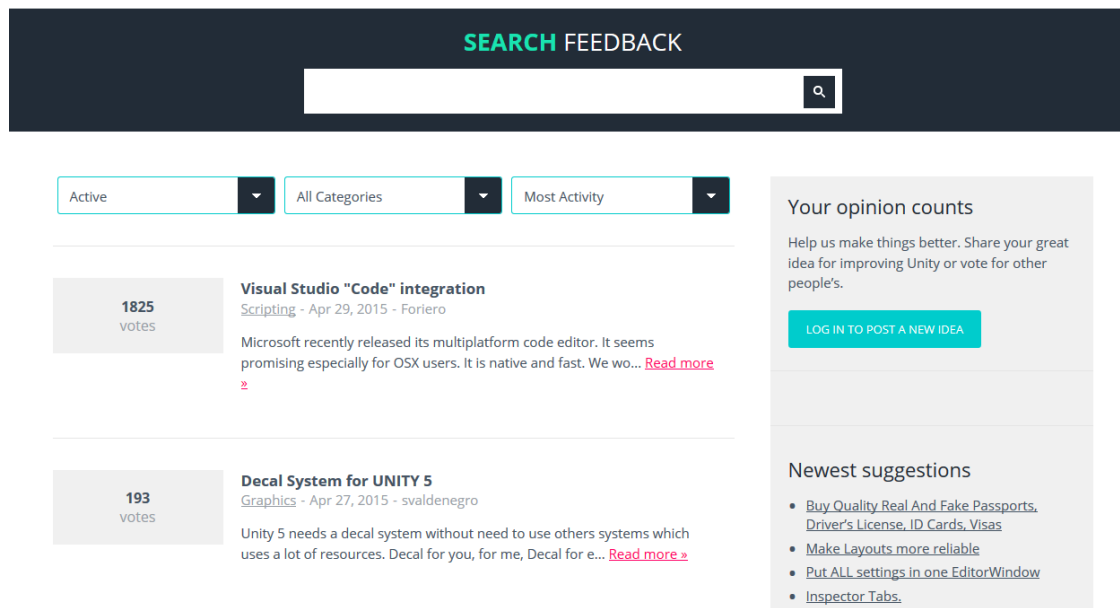 SEARCH FEEDBACK
Active
All Categories
Most Activity
1825
votes
Visual Studio "Code" integration
Scripting - Apr 29, 2015 - Foriero
Microsoft recently released its multiplatform code editor. It seems
promising especially for OSX users. It is native and fast. We wo... Read more
»
193
votes
Decal System for UNITY 5
Graphics - Apr 27, 2015 - svaldenegro
Unity 5 needs a decal system without need to use others systems which
uses a lot of resources. Decal for you, for me, Decal for e... Read more »
Your opinion counts
Help us make things better. Share your great
idea for improving Unity or vote for other
people’s.
LOG IN TO POST A NEW IDEA
Newest suggestions
Buy Quality Real And Fake Passports,
Driver’s License, ID Cards, Visas
Make Layouts more reliable
Put ALL settings in one EditorWindow
Inspector Tabs.